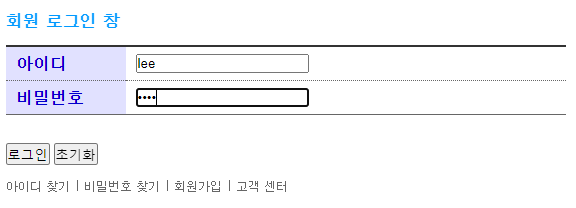 회원 로그인 창
아이디 lee
비밀번호 ••••
로그인 초기화
아이디 찾기 | 비밀번호 찾기 | 회원가입 | 고객 센터